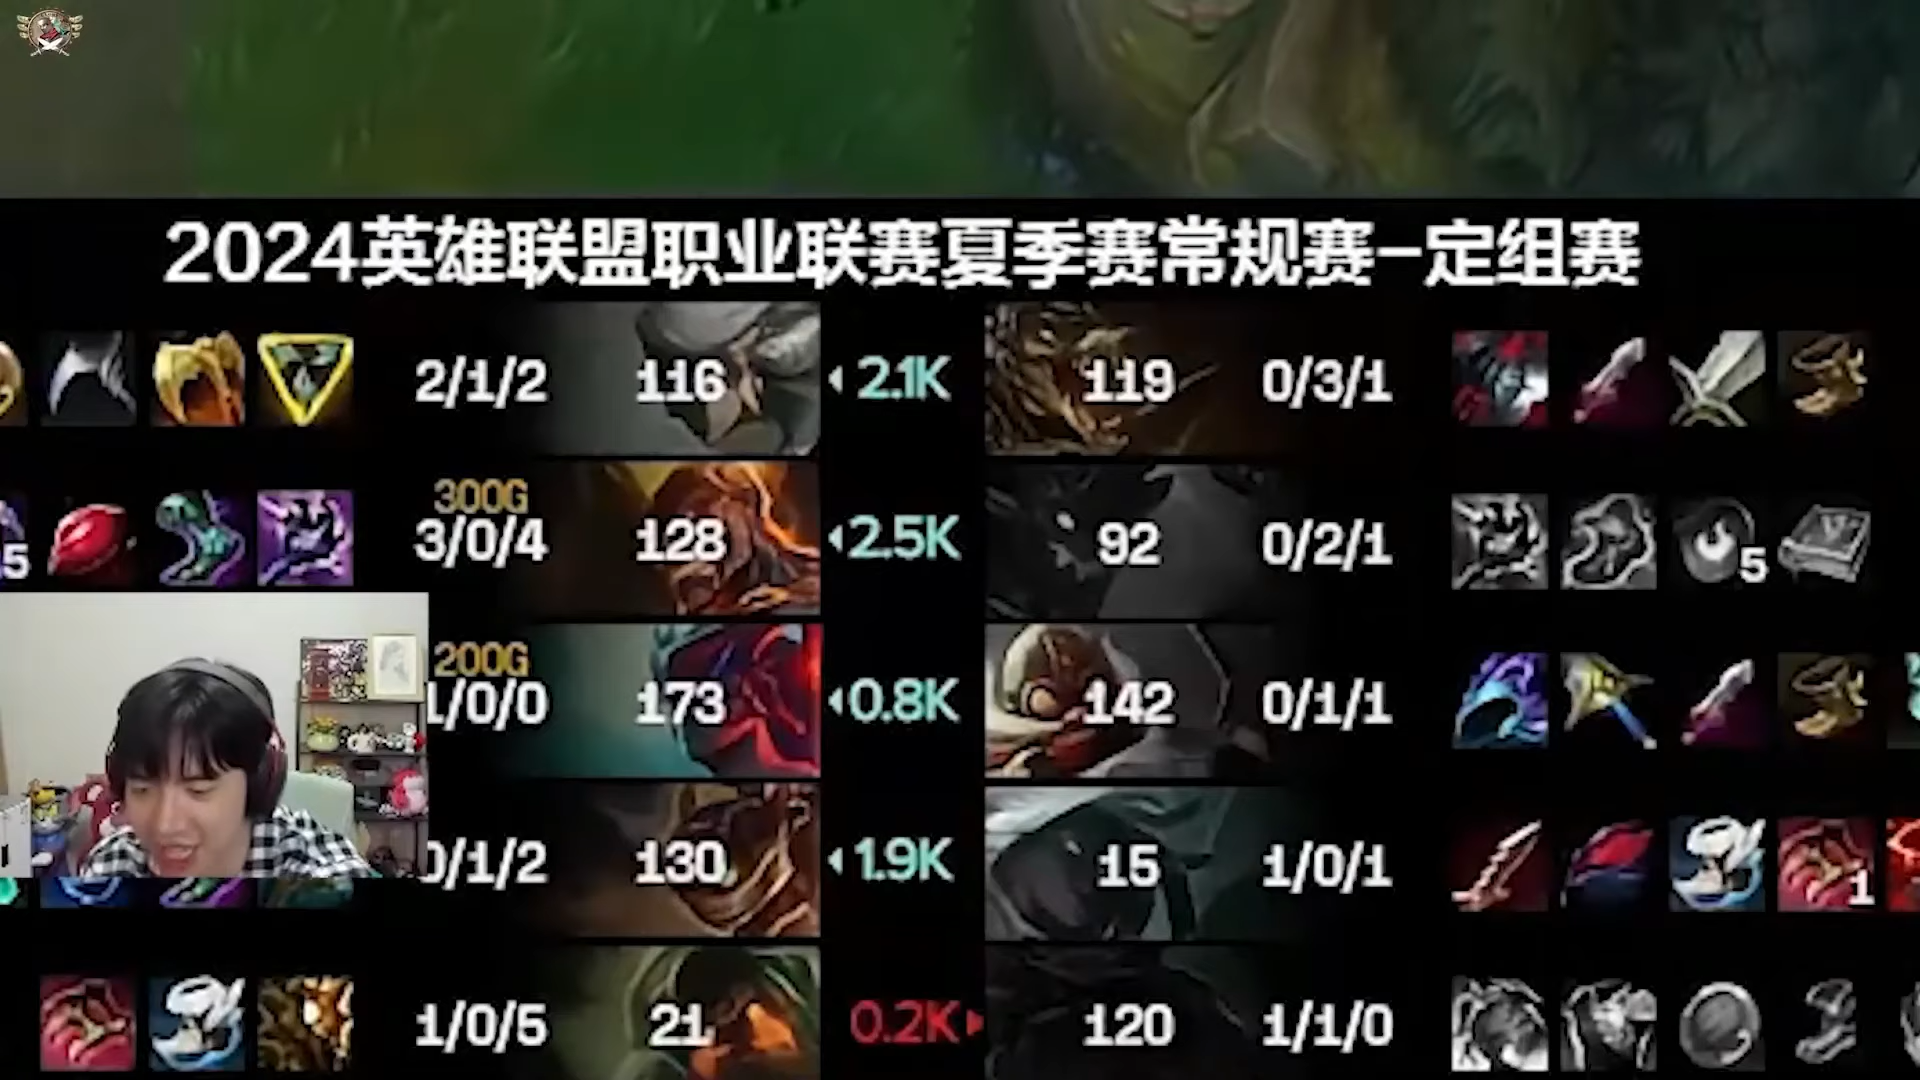 2024英雄联盟职业联赛夏季赛常规赛-定组赛
2/1/2 116 2.1K 119 0/3/1
300G
5 3/0/4 128 2.5K 92 0/2/1 5
200G
1/0/0 173 0.8K 142 0/1/1
0/1/2 130 1.9K 15 1/0/1 1
1/0/5 21 0.2K 120 1/1/0